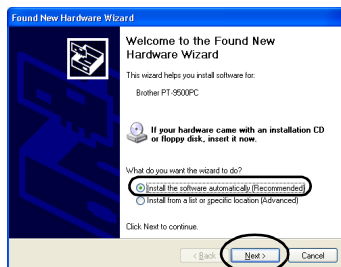 Found New Hardware Wizard
Welcome to the Found New
Hardware Wizard
This wizard helps you install software for:
Brother PT-9500PC
If your hardware came with an installation CD
or floppy disk, insert it now.
What do you want the wizard to do?
Install the software automatically (Recommended)
Install from a list or specific location (Advanced)
Click Next to continue.
< Back Next > Cancel